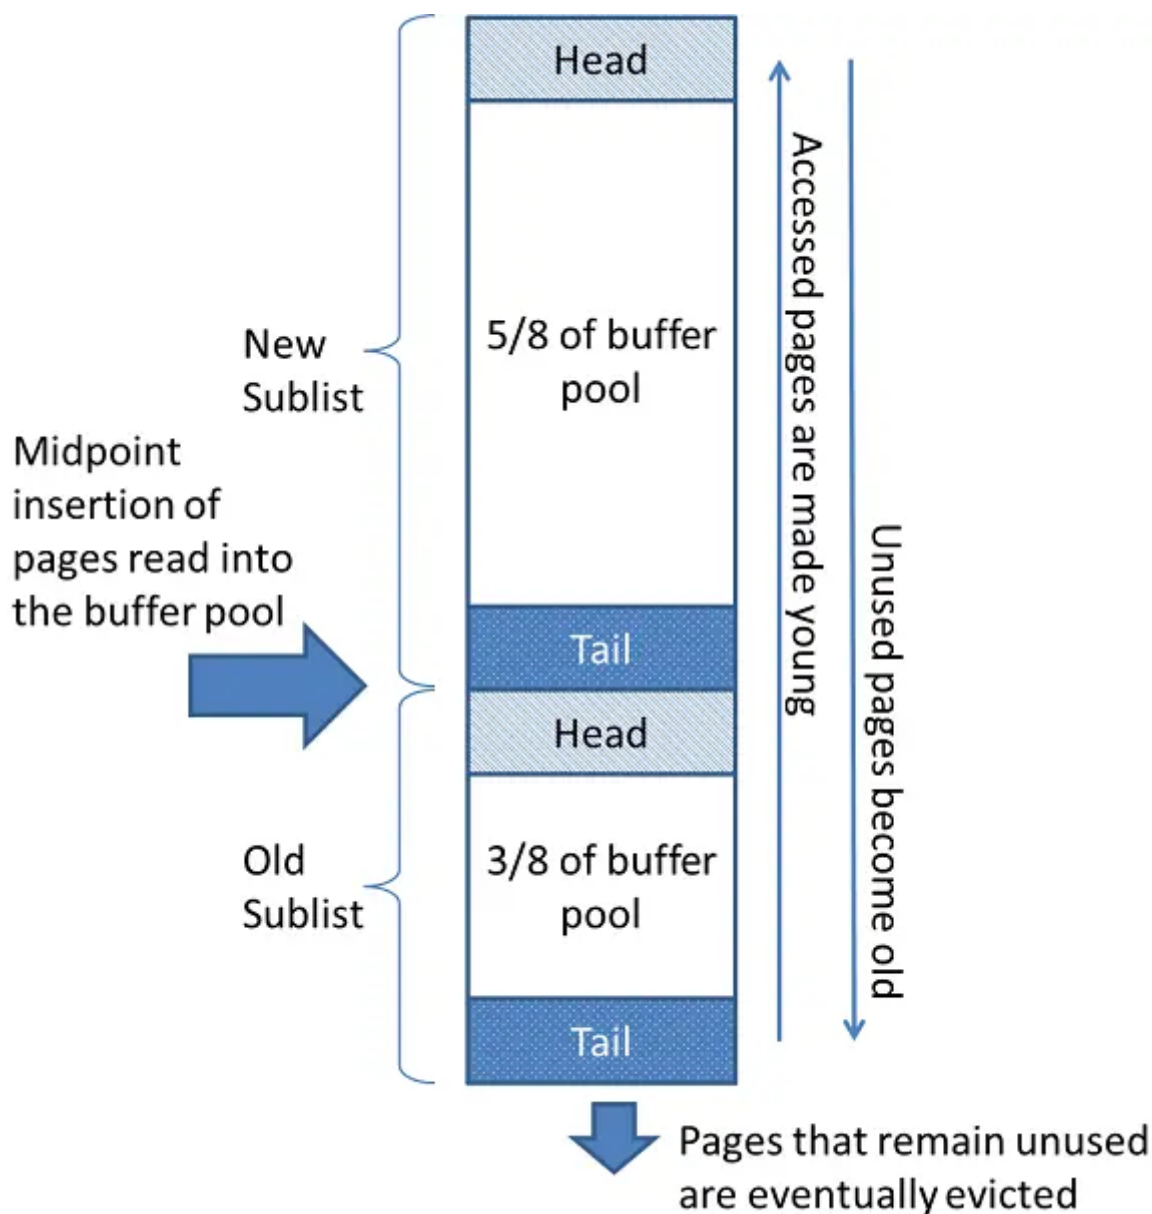 Head
5/8 of buffer
pool
New
Sublist
Midpoint
insertion of
pages read into
the buffer pool
Tail
Head
Old
Sublist
3/8 of buffer
pool
Tail
Accessed pages are made young
Unused pages become old
Pages that remain unused
are eventually evicted